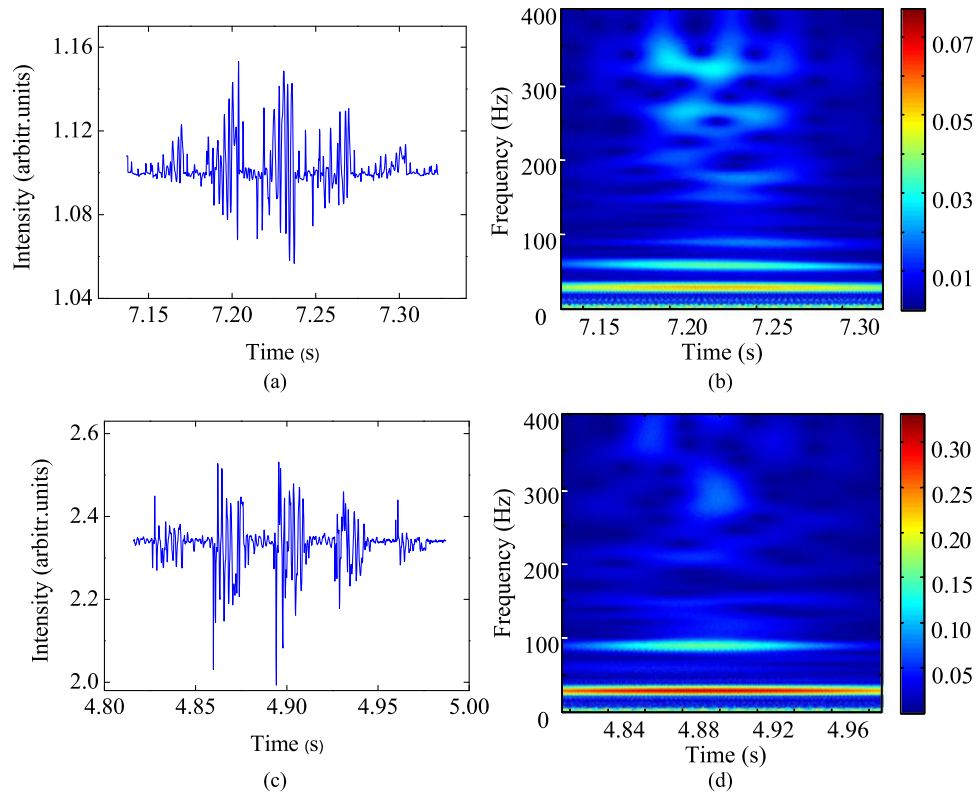 1.16
1.12
1.08
1.04
7.15 7.20 7.25 7.30
Intensity (arbitr.units)
Time (s)
(a)
400
300
200
100
0
Frequency (Hz)
7.15 7.20 7.25 7.30
Time (s)
(b)
0.07
0.05
0.03
0.01
2.6
2.4
2.2
2.0
4.80 4.85 4.90 4.95 5.00
Intensity (arbitr.units)
Time (s)
(c)
400
300
200
100
0
Frequency (Hz)
4.84 4.88 4.92 4.96
Time (s)
(d)
0.30
0.25
0.20
0.15
0.10
0.05